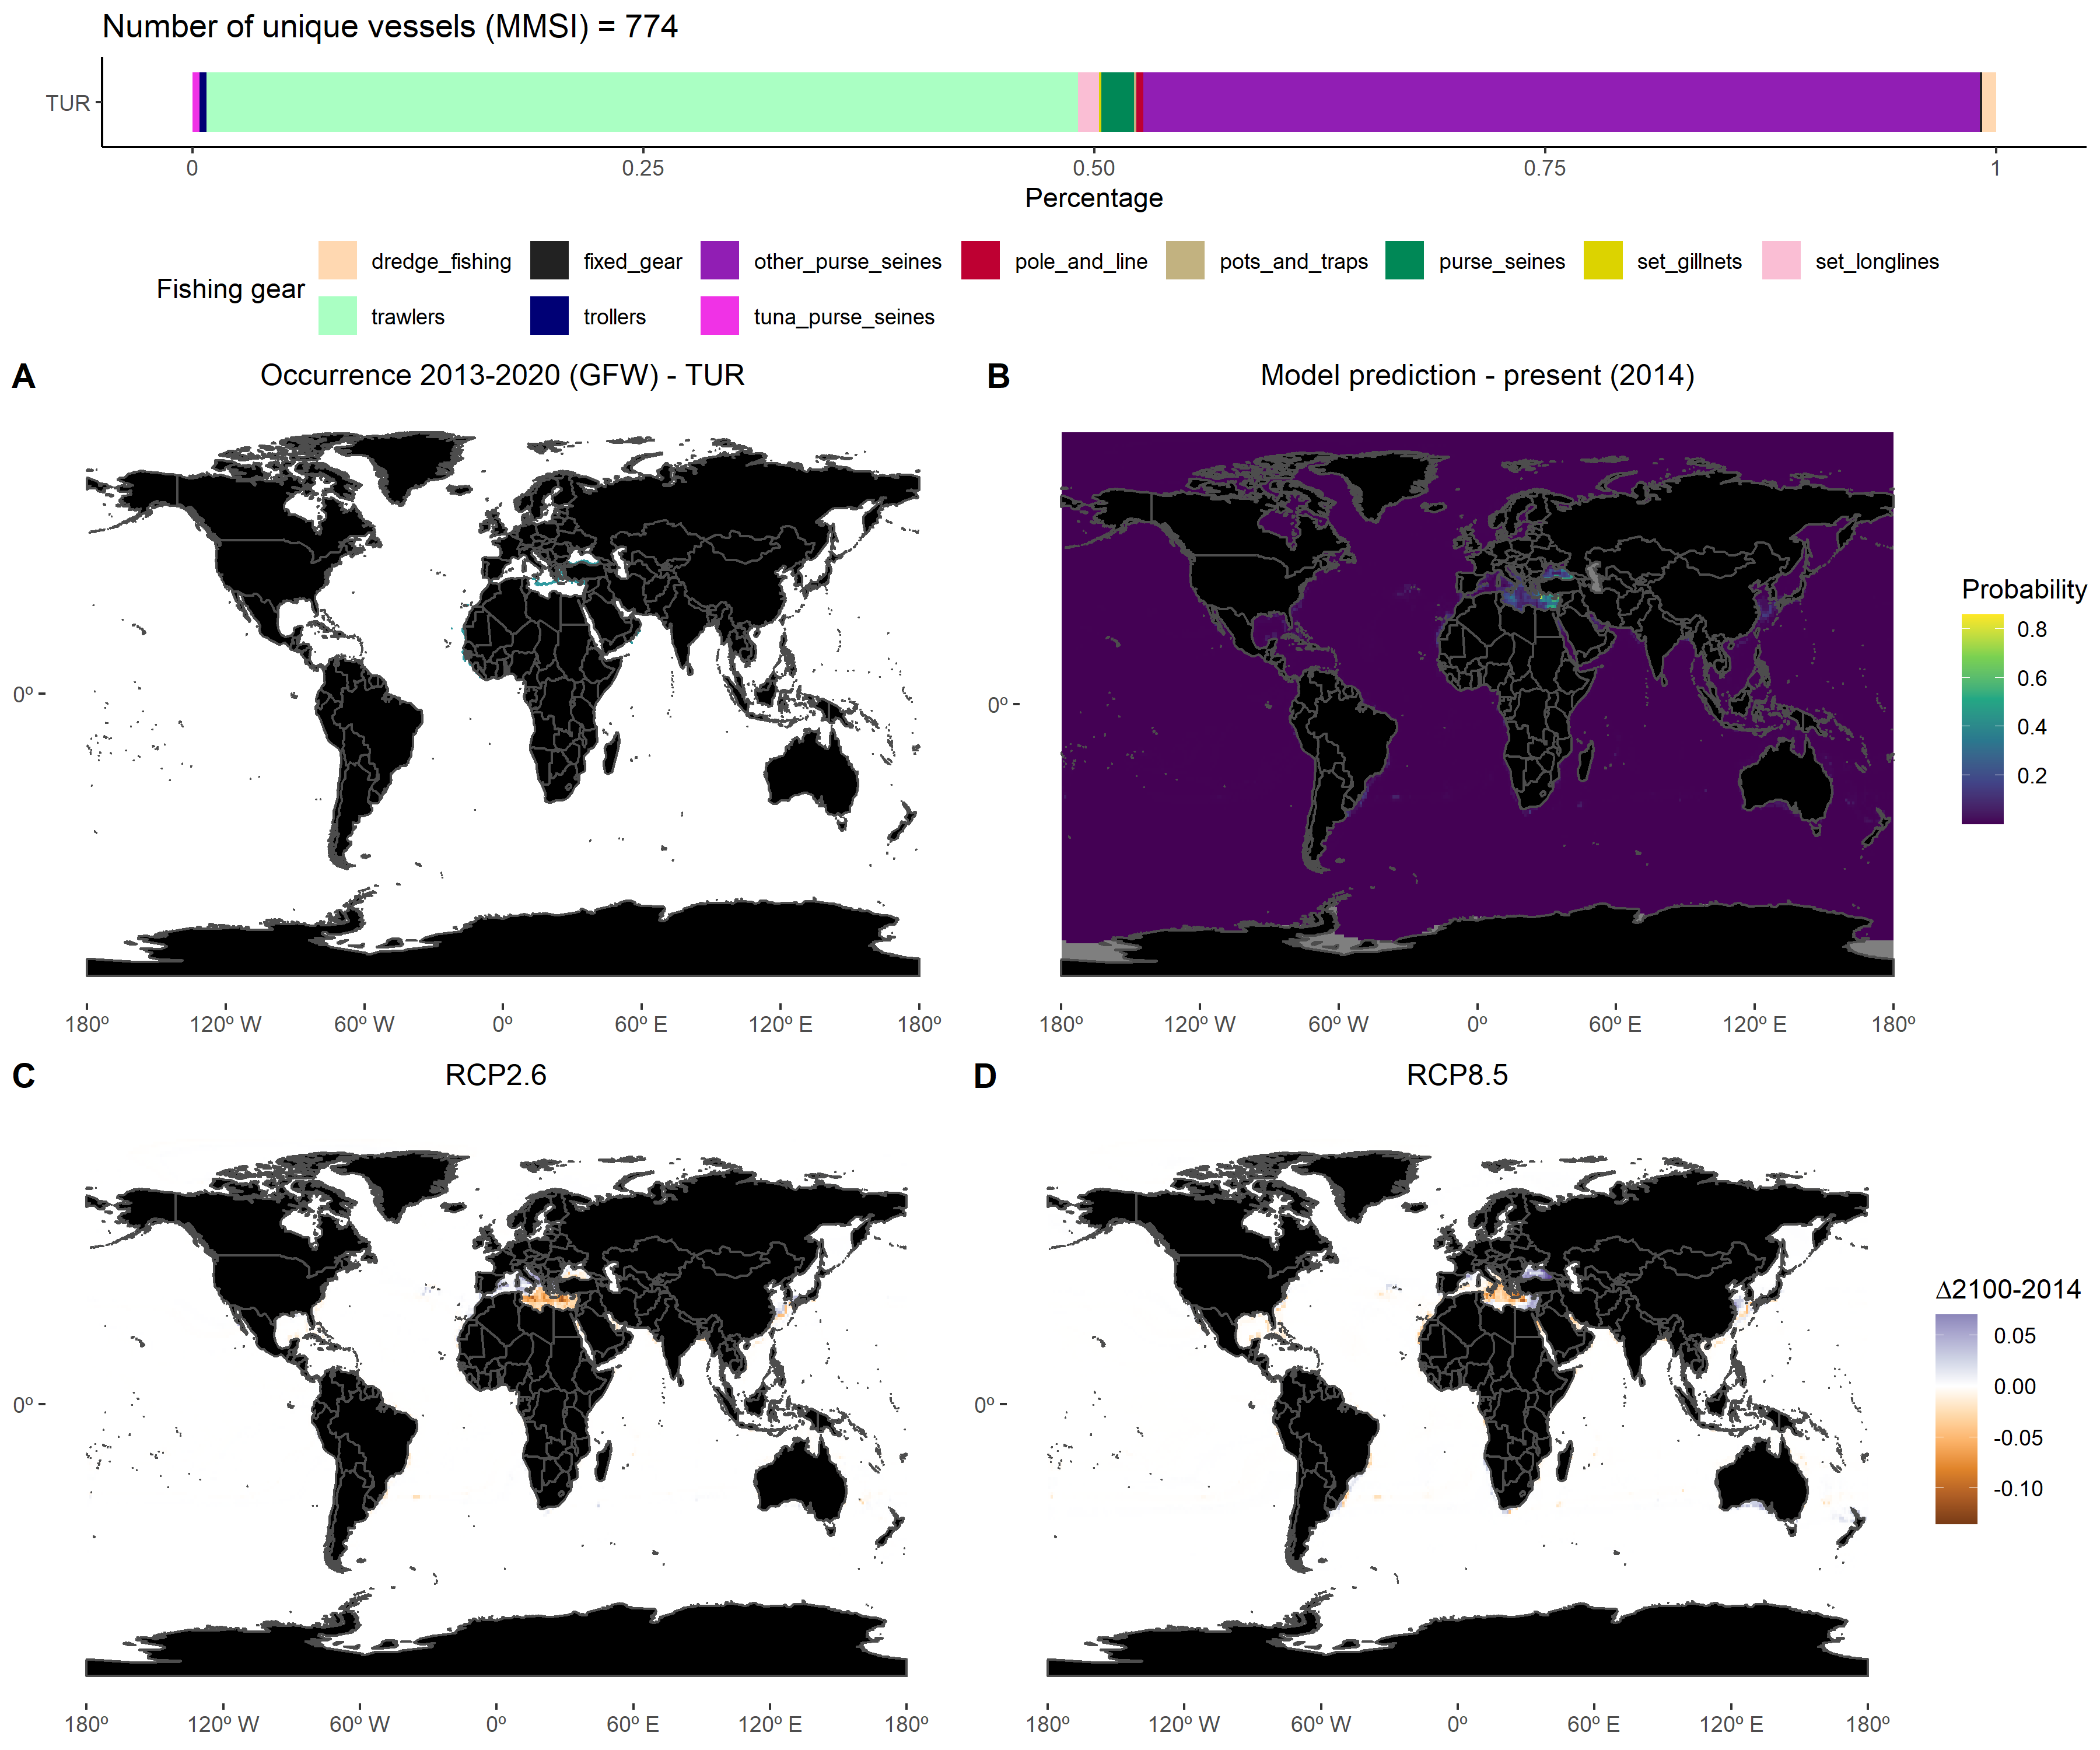 Number of unique vessels (MMSI) = 774
TUR
0 0.25 0.50 0.75 1
Percentage
Fishing gear
dredge_fishing fixed_gear other_purse_seines pole_and_line pots_and_traps purse_seines set_gillnets set_longlines
trawlers trollers tuna_purse_seines
A Occurrence 2013-2020 (GFW) - TUR
0º
180º 120º W 60º W 0º 60º E 120º E 180º
B Model prediction - present (2014)
0º
180º 120º W 60º W 0º 60º E 120º E 180º
Probability
0.8
0.6
0.4
0.2
C RCP2.6
0º
180º 120º W 60º W 0º 60º E 120º E 180º
D RCP8.5
0º
180º 120º W 60º W 0º 60º E 120º E 180º
Δ2100-2014
0.05
0.00
-0.05
-0.10